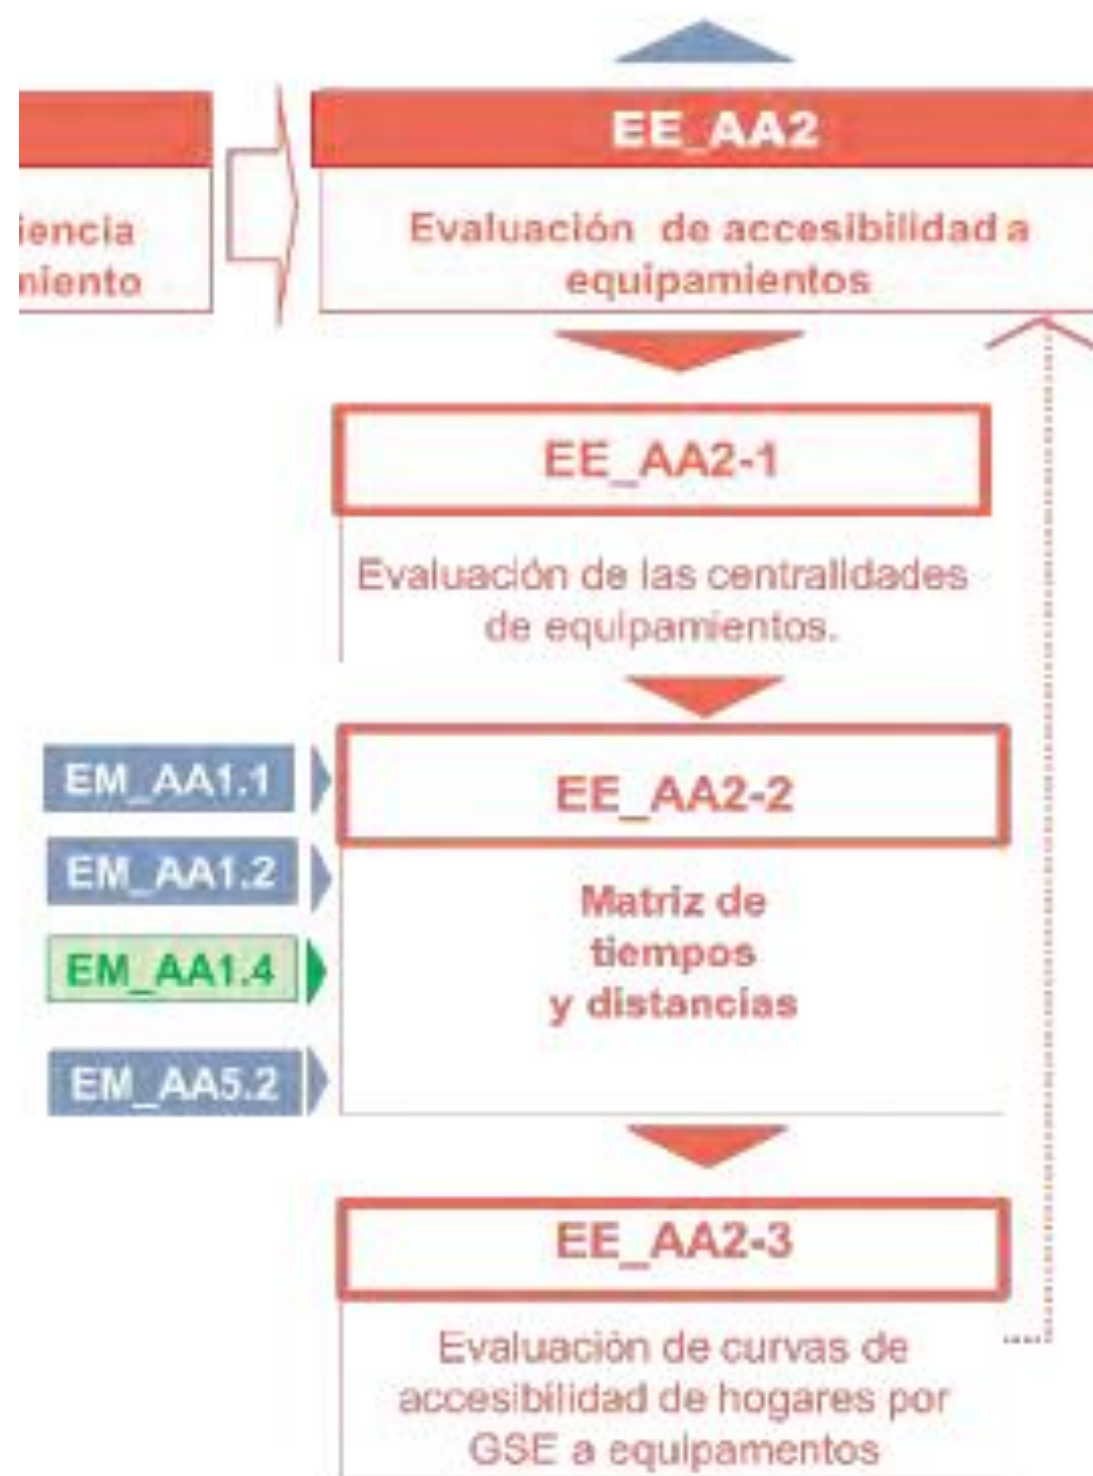 EE_AA2
iencia
miento
Evaluación de accesibilidad a
equipamientos
EE_AA2-1
Evaluación de las centralidades
de equipamientos.
EM_AA1.1
EM_AA1.2
EM_AA1.4
EM_AA5.2
EE_AA2-2
Matriz de
tiempos
y distancias
EE_AA2-3
Evaluación de curvas de
accesibilidad de hogares por
GSE a equipamentos